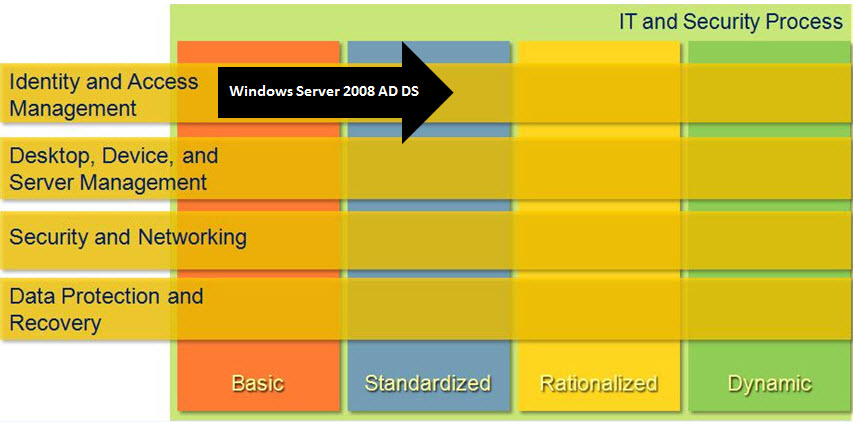 IT and Security Process
Identity and Access
Management
Windows Server 2008 AD DS
Desktop, Device, and
Server Management
Security and Networking
Data Protection and
Recovery
Basic
Standardized
Rationalized
Dynamic